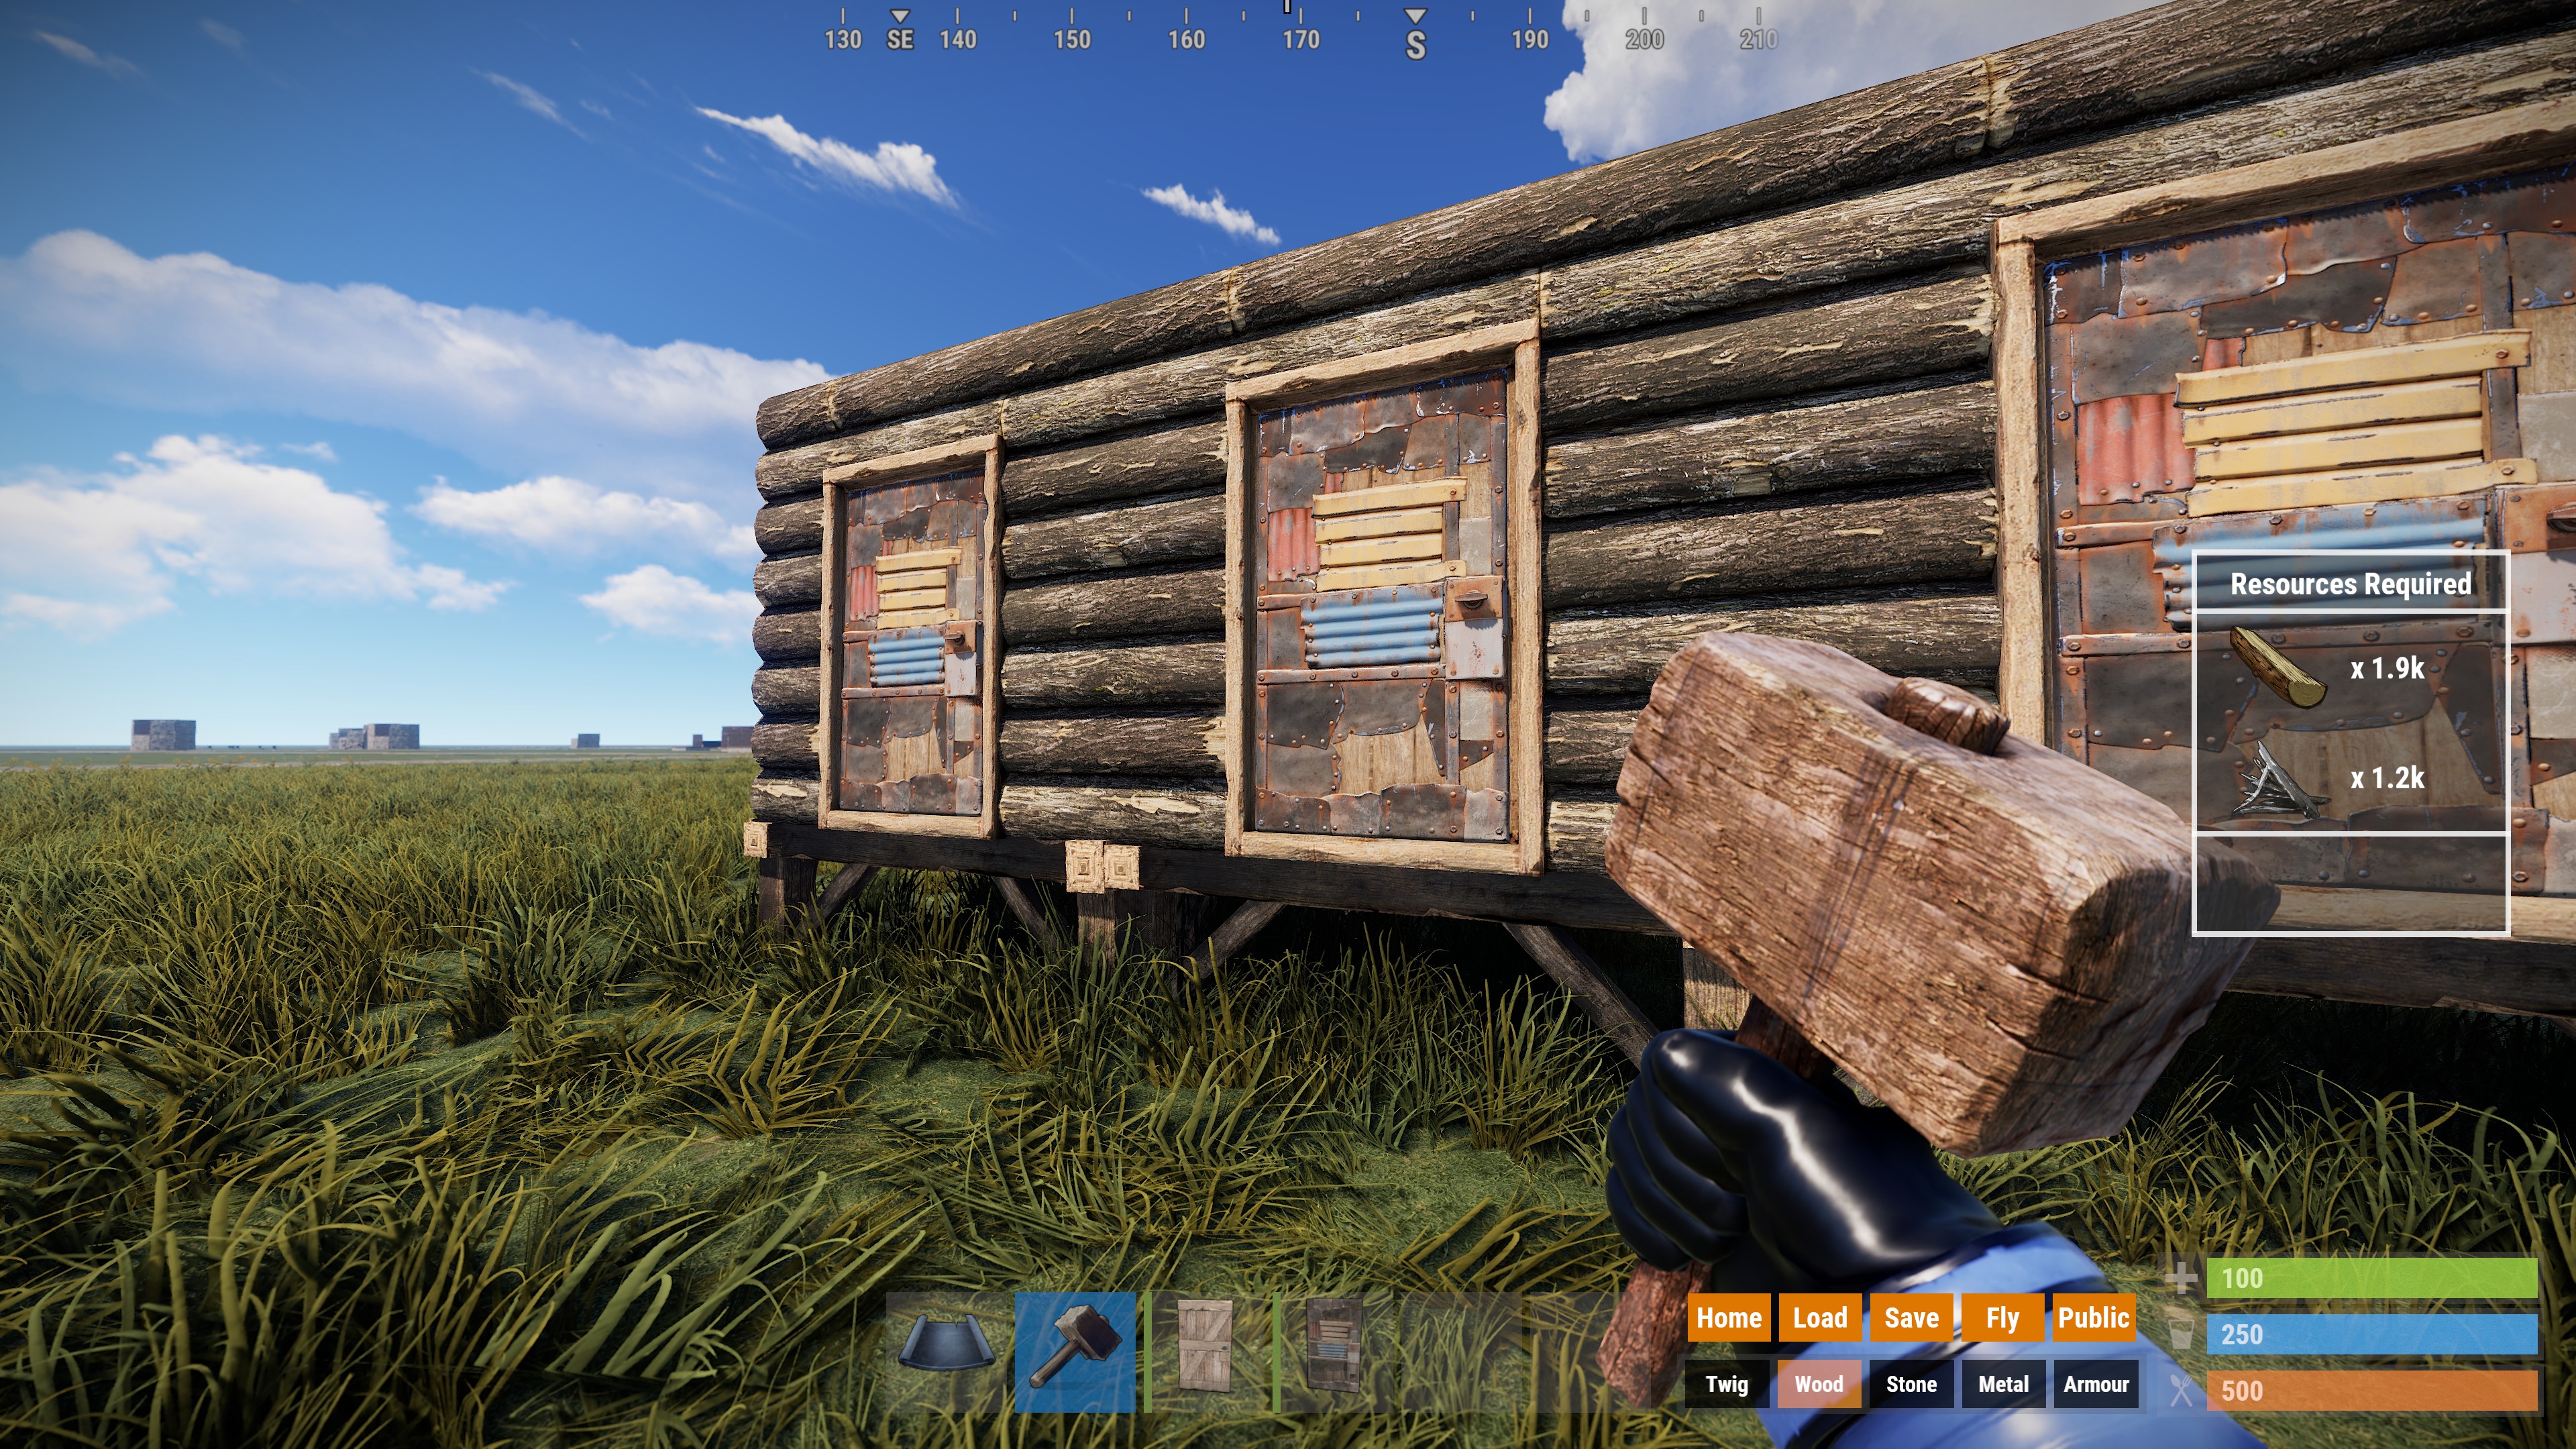 130 SE 140 150 160 170 S 190 200 210
Resources Required
x 1.9k
x 1.2k
Home Load Save Fly Public
Twig Wood Stone Metal Armour
100
250
500